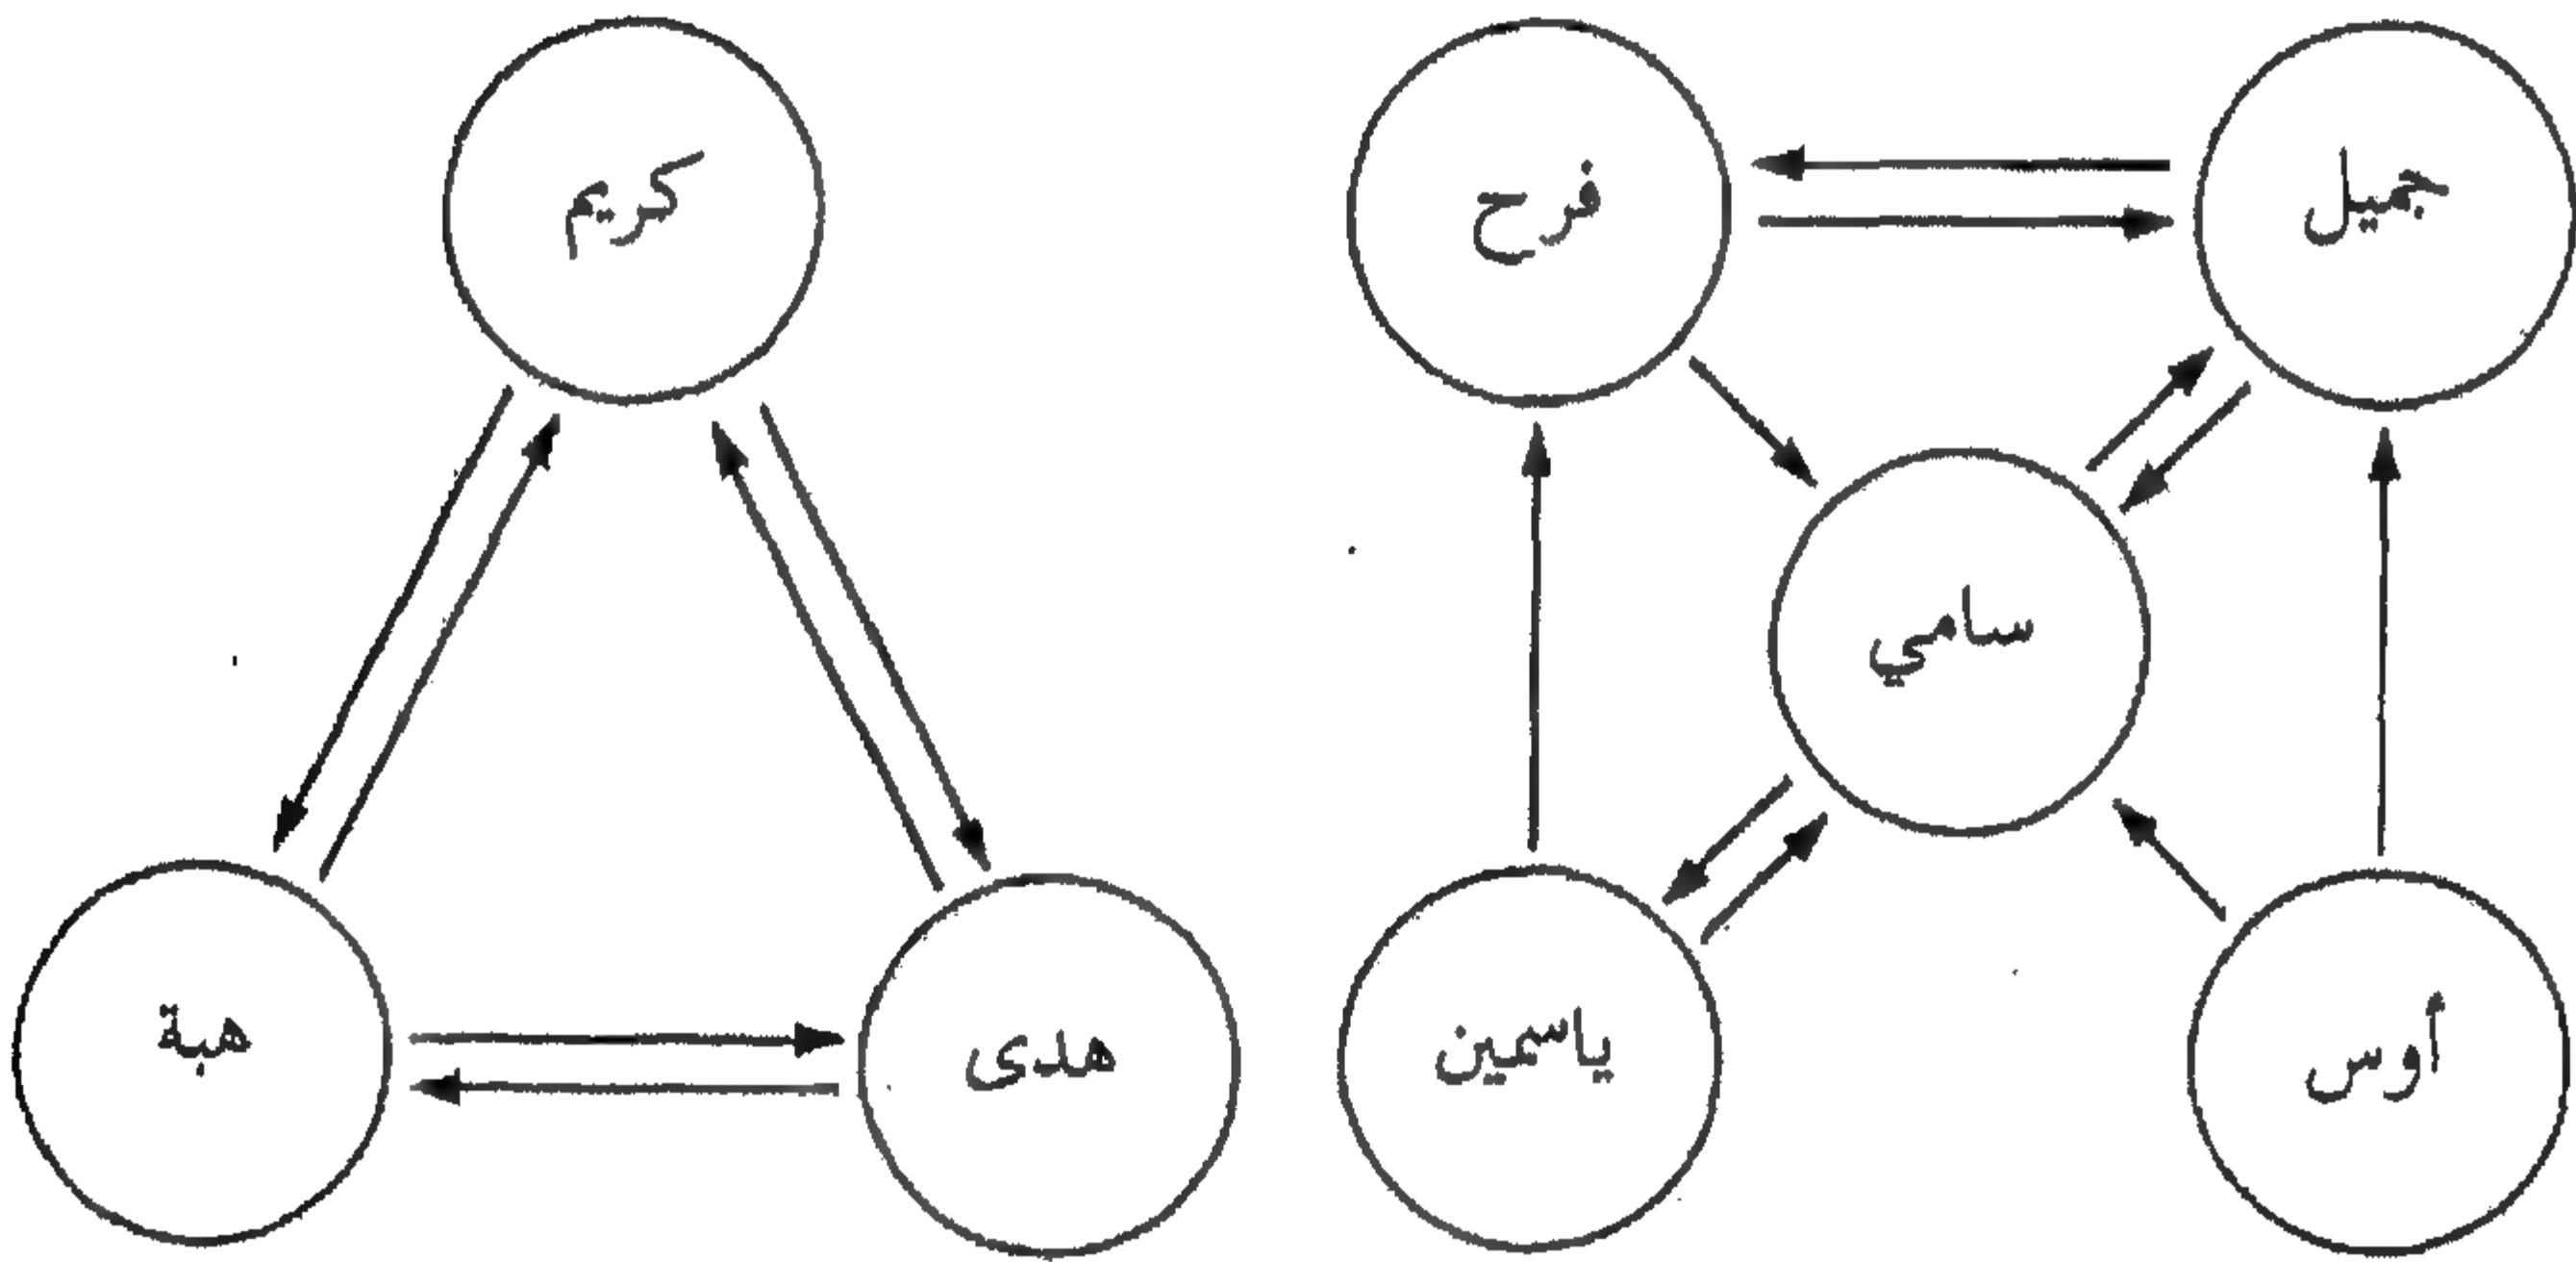 جميل
فرح
كريم
سامي
أوس
ياسمين
هدى
هبة